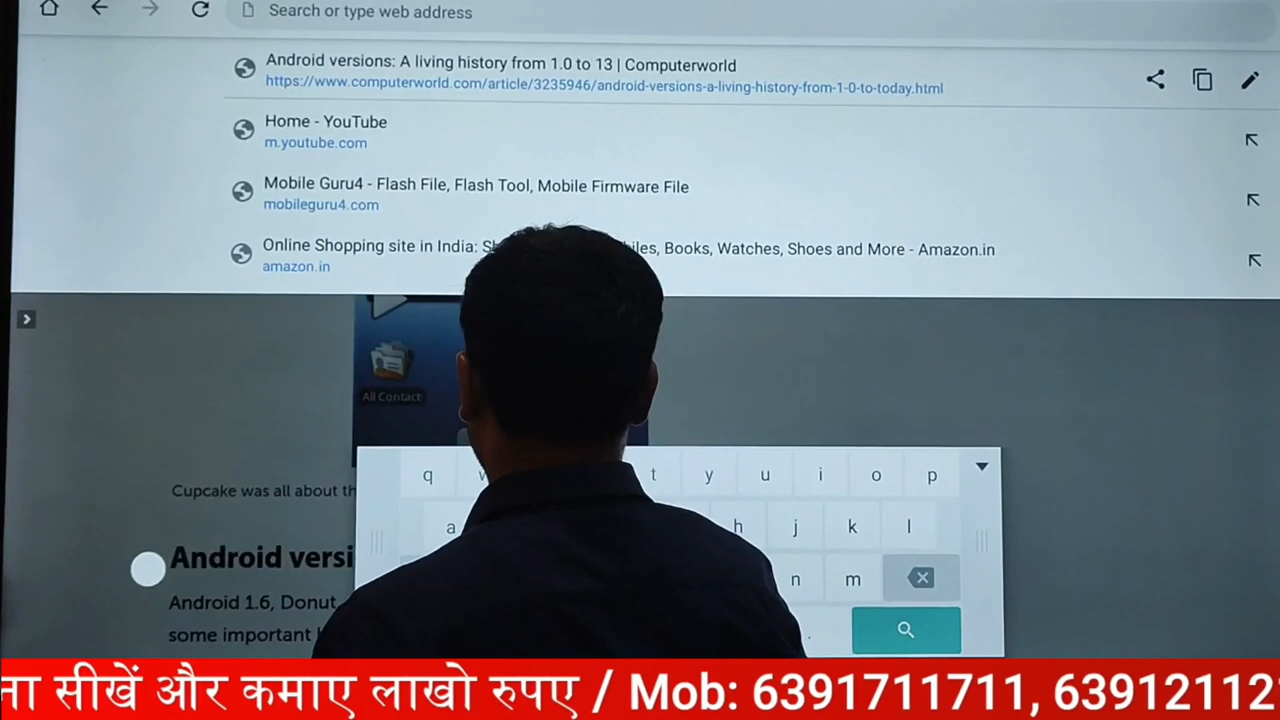 Search or type web address
Android versions: A living history from 1.0 to 13 | Computerworld
https://www.computerworld.com/article/3235946/android-versions-a-living-history-from-1-0-to-today.html
Home - YouTube
m.youtube.com
Mobile Guru4 - Flash File, Flash Tool, Mobile Firmware File
mobileguru4.com
Online Shopping site in India: Books, Watches, Shoes and More - Amazon.in
amazon.in
All Contact
Cupcake was all about
q t y u i o p
a h j k l
Android
n m
Android 1.6, Donut
some important
सीखें और कमाए लाखो रुपए / Mob: 6391711711,